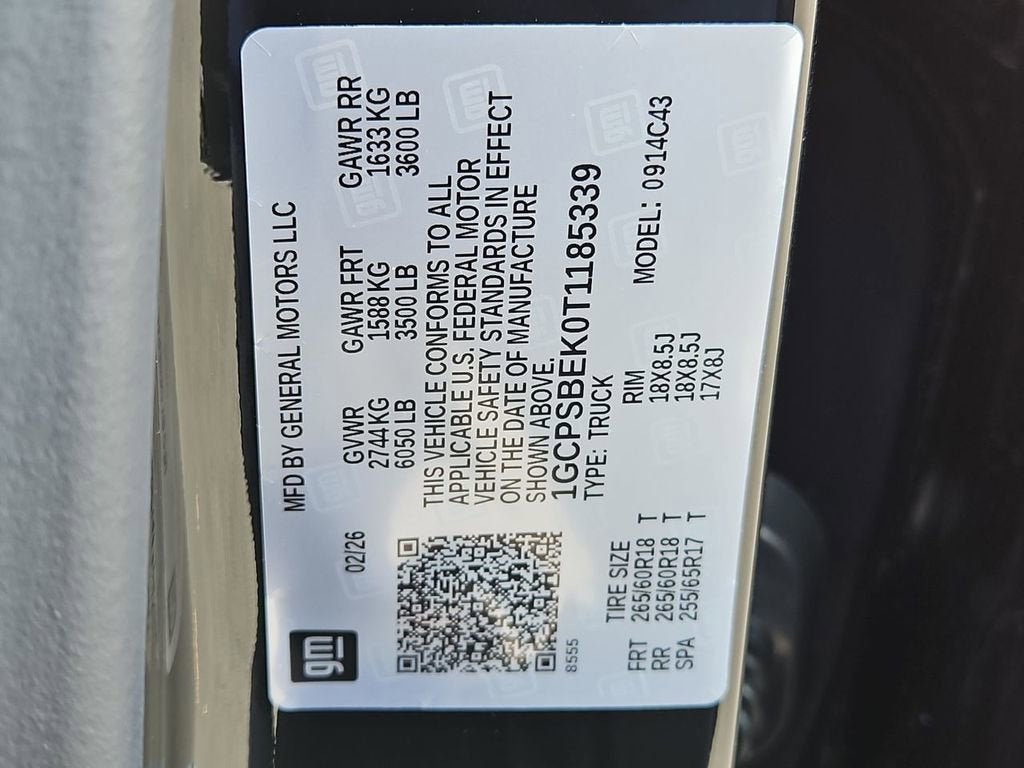 gm
MFD BY GENERAL MOTORS LLC
02/26
GVWR GAWR FRT GAWR RR
2744 KG 1588 KG 1633 KG
6050 LB 3500 LB 3600 LB
THIS VEHICLE CONFORMS TO ALL
APPLICABLE U.S. FEDERAL MOTOR
VEHICLE SAFETY STANDARDS IN EFFECT
ON THE DATE OF MANUFACTURE
SHOWN ABOVE.
1GCPSBEK0T1185339
8555
TYPE: TRUCK
MODEL: 0914C43
TIRE SIZE RIM
FRT 265/60R18 T 18X8.5J
RR 265/60R18 T 18X8.5J
SPA 255/65R17 T 17X8J